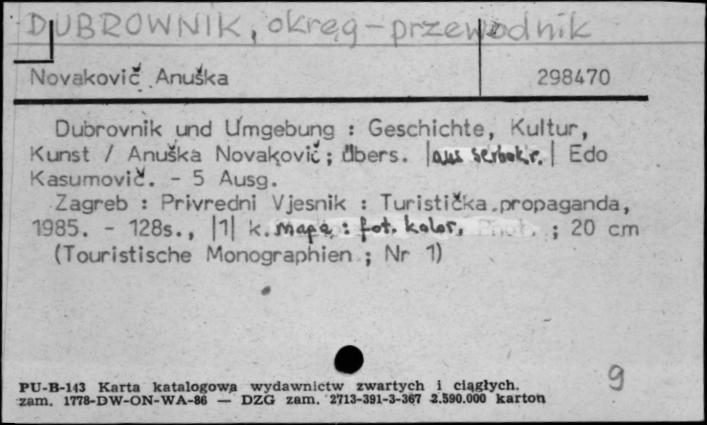 DUBROWNIK, okręg - przewodnik
Novaković Anuška 298470
Dubrovnik und Umgebung : Geschichte, Kultur,
Kunst / Anuška Novaković ; übers. |aus serbokr.| Edo
Kasumović. - 5 Ausg.
Zagreb : Privredni Vjesnik : Turistička propaganda,
1985. - 128s., |1| k. mapa : fot. kolor. ; 20 cm
(Touristische Monographien ; Nr 1)
9
PU-B-143 Karta katalogowa wydawnictw zwartych i ciągłych.
zam. 1778-DW-ON-WA-86 — DZG zam. 2713-391-3-367 2.590.000 karton